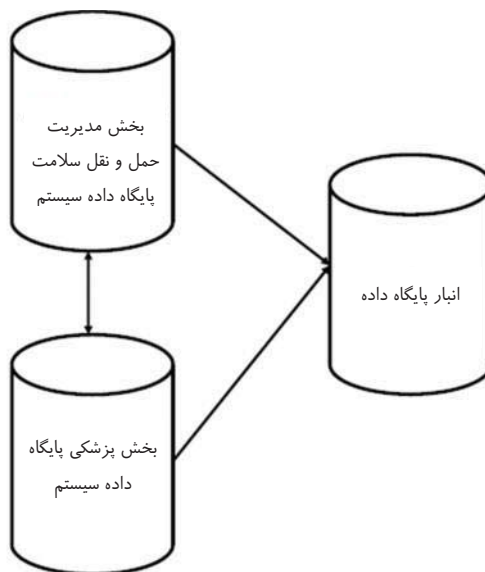 بخش مدیریت
حمل و نقل سلامت
پایگاه داده سیستم
انبار پایگاه داده
بخش پزشکی پایگاه
داده سیستم